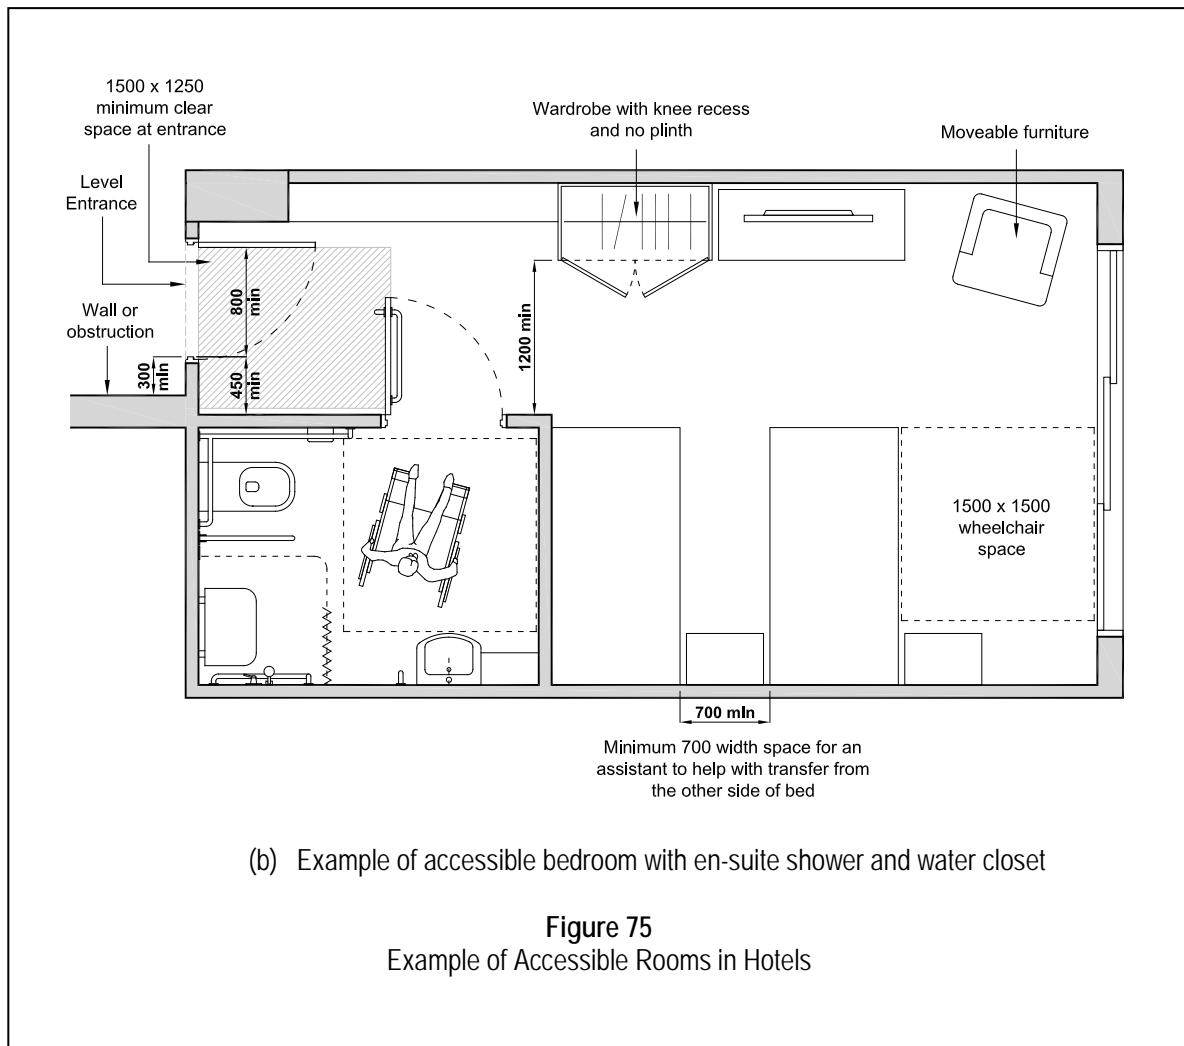 1500 x 1250
minimum clear
space at entrance
Wardrobe with knee recess
and no plinth
Moveable furniture
Level
Entrance
Wall or
obstruction
800
min
300
min
450
min
1200 min
1500 x 1500
wheelchair
space
700 min
Minimum 700 width space for an
assistant to help with transfer from
the other side of bed
(b) Example of accessible bedroom with en-suite shower and water closet
Figure 75
Example of Accessible Rooms in Hotels